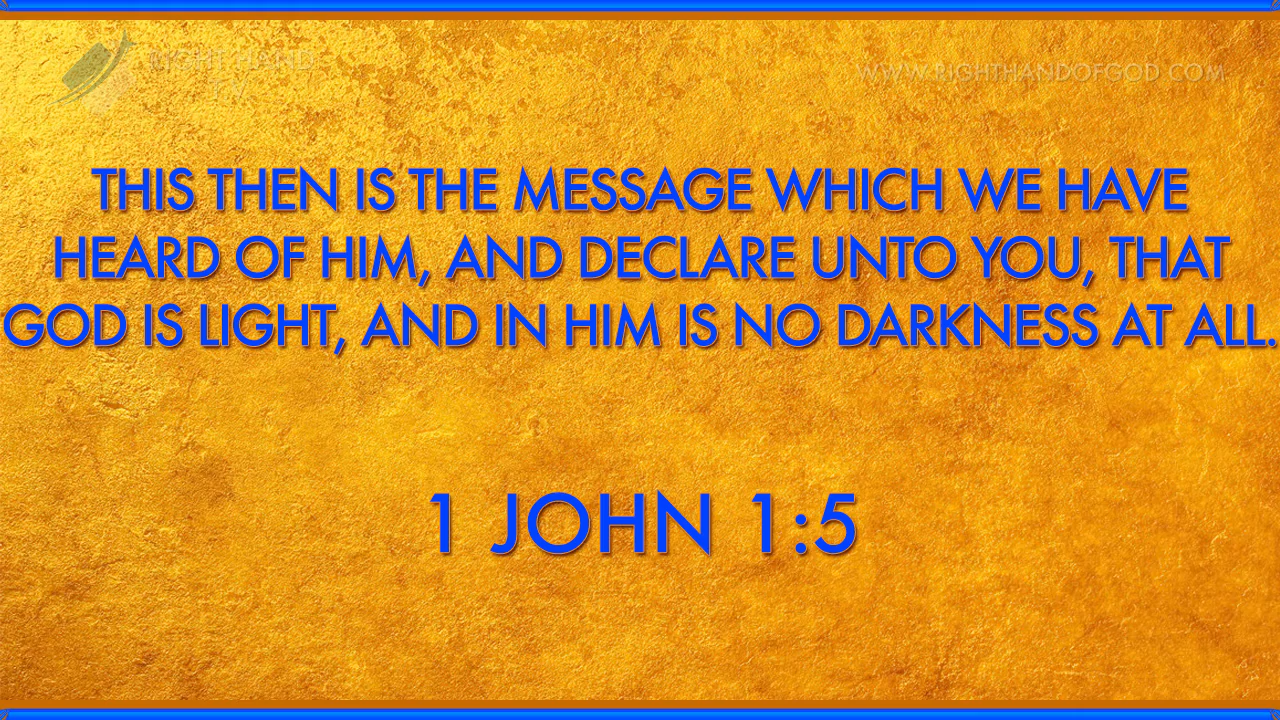 RIGHT HAND
TV
WWW.RIGHTHANDOFGOD.COM
THIS THEN IS THE MESSAGE WHICH WE HAVE
HEARD OF HIM, AND DECLARE UNTO YOU, THAT
GOD IS LIGHT, AND IN HIM IS NO DARKNESS AT ALL.
1 JOHN 1:5